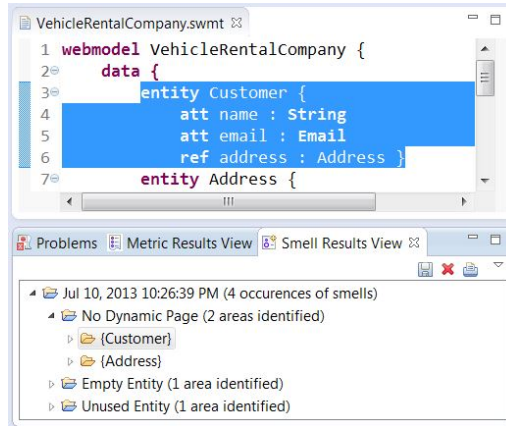 VehicleRentalCompany.swmt
1 webmodel VehicleRentalCompany {
2 data {
3 entity Customer {
4 att name : String
5 att email : Email
6 ref address : Address }
7 entity Address {
Problems Metric Results View Smell Results View
Jul 10, 2013 10:26:39 PM (4 occurences of smells)
No Dynamic Page (2 areas identified)
{Customer}
{Address}
Empty Entity (1 area identified)
Unused Entity (1 area identified)